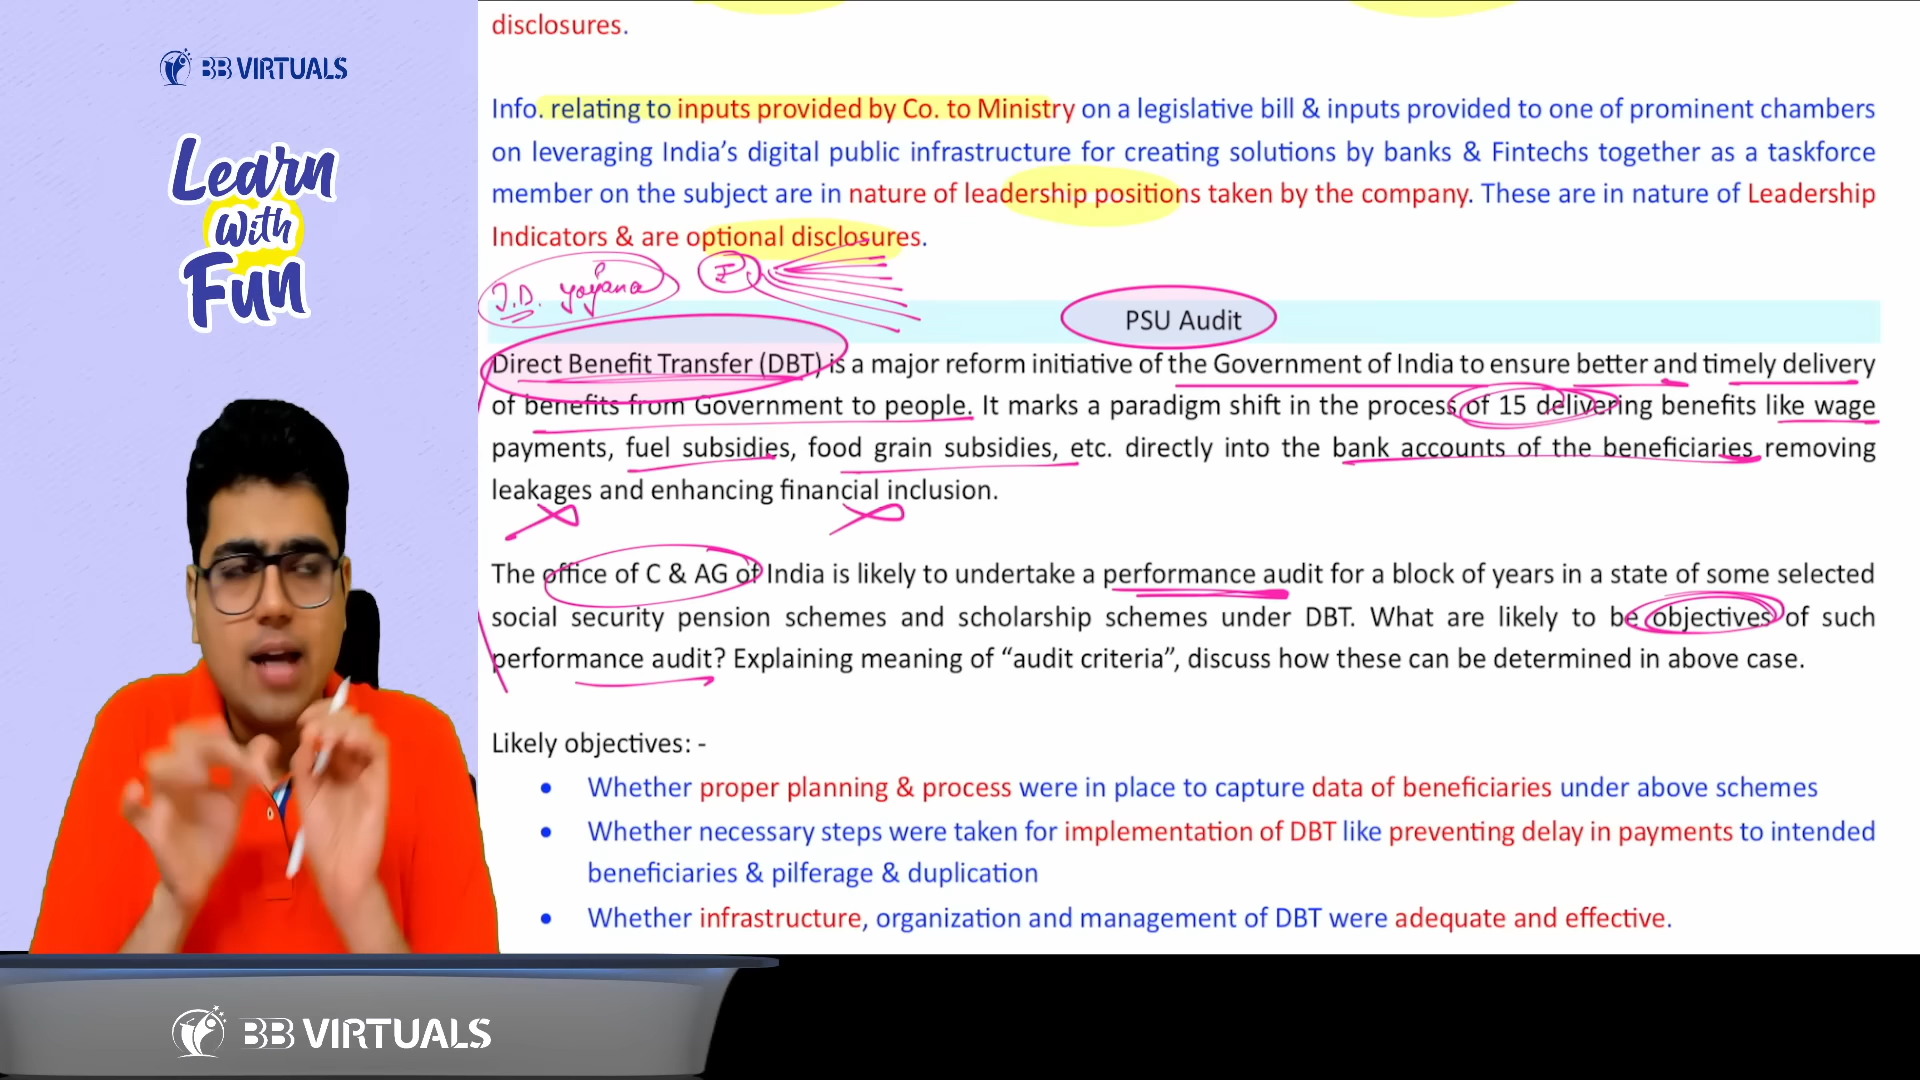 BB VIRTUALS
Learn
with
Fun
disclosures.
Info. relating to inputs provided by Co. to Ministry on a legislative bill & inputs provided to one of prominent chambers
on leveraging India’s digital public infrastructure for creating solutions by banks & Fintechs together as a taskforce
member on the subject are in nature of leadership positions taken by the company. These are in nature of Leadership
Indicators & are optional disclosures.
J.D. yojana
PSU Audit
Direct Benefit Transfer (DBT) is a major reform initiative of the Government of India to ensure better and timely delivery
of benefits from Government to people. It marks a paradigm shift in the process of 15 delivering benefits like wage
payments, fuel subsidies, food grain subsidies, etc. directly into the bank accounts of the beneficiaries removing
leakages and enhancing financial inclusion.
The office of C & AG of India is likely to undertake a performance audit for a block of years in a state of some selected
social security pension schemes and scholarship schemes under DBT. What are likely to be objectives of such
performance audit? Explaining meaning of “audit criteria”, discuss how these can be determined in above case.
Likely objectives: -
• Whether proper planning & process were in place to capture data of beneficiaries under above schemes
• Whether necessary steps were taken for implementation of DBT like preventing delay in payments to intended
beneficiaries & pilferage & duplication
• Whether infrastructure, organization and management of DBT were adequate and effective.
BB VIRTUALS